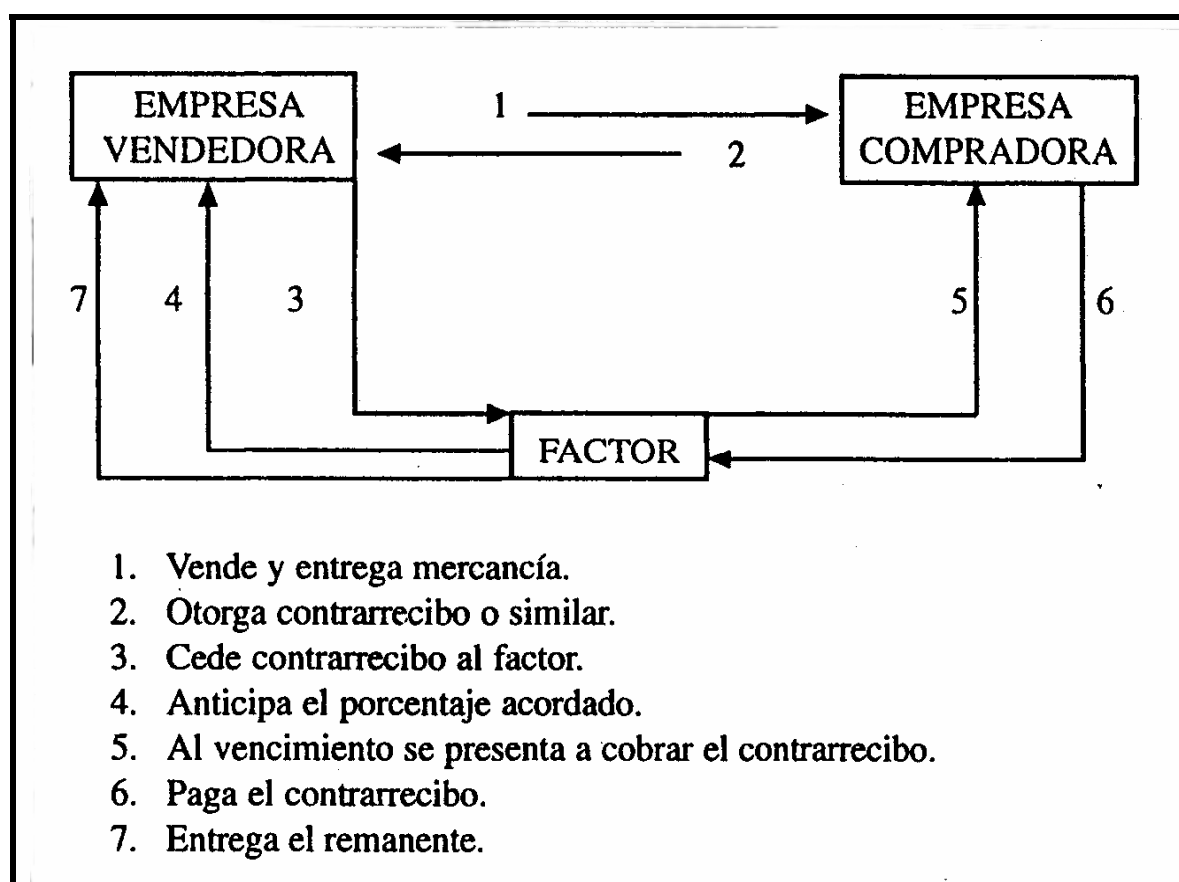 EMPRESA
VENDEDORA
1
2
EMPRESA
COMPRADORA
7
4
3
5
6
FACTOR
1. Vende y entrega mercancía.
2. Otorga contrarrecibo o similar.
3. Cede contrarrecibo al factor.
4. Anticipa el porcentaje acordado.
5. Al vencimiento se presenta a cobrar el contrarrecibo.
6. Paga el contrarrecibo.
7. Entrega el remanente.